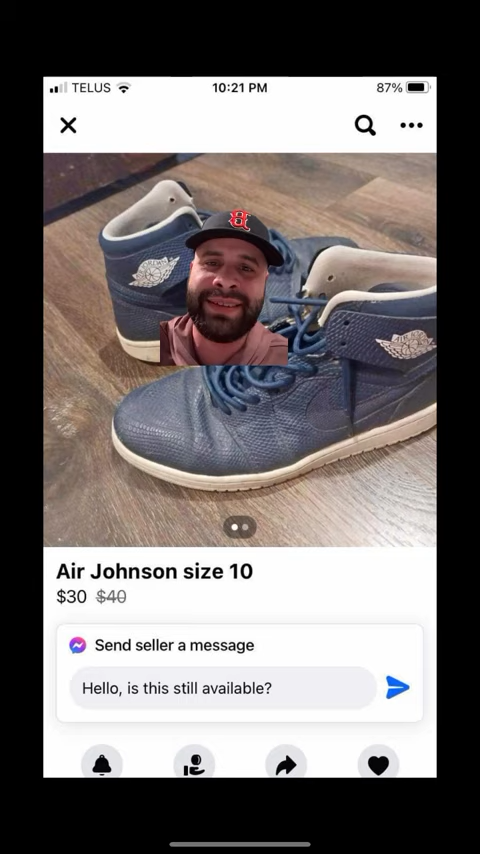 TELUS
10:21 PM
87%
JORDAN
Air Johnson size 10
$30 $40
Send seller a message
Hello, is this still available?